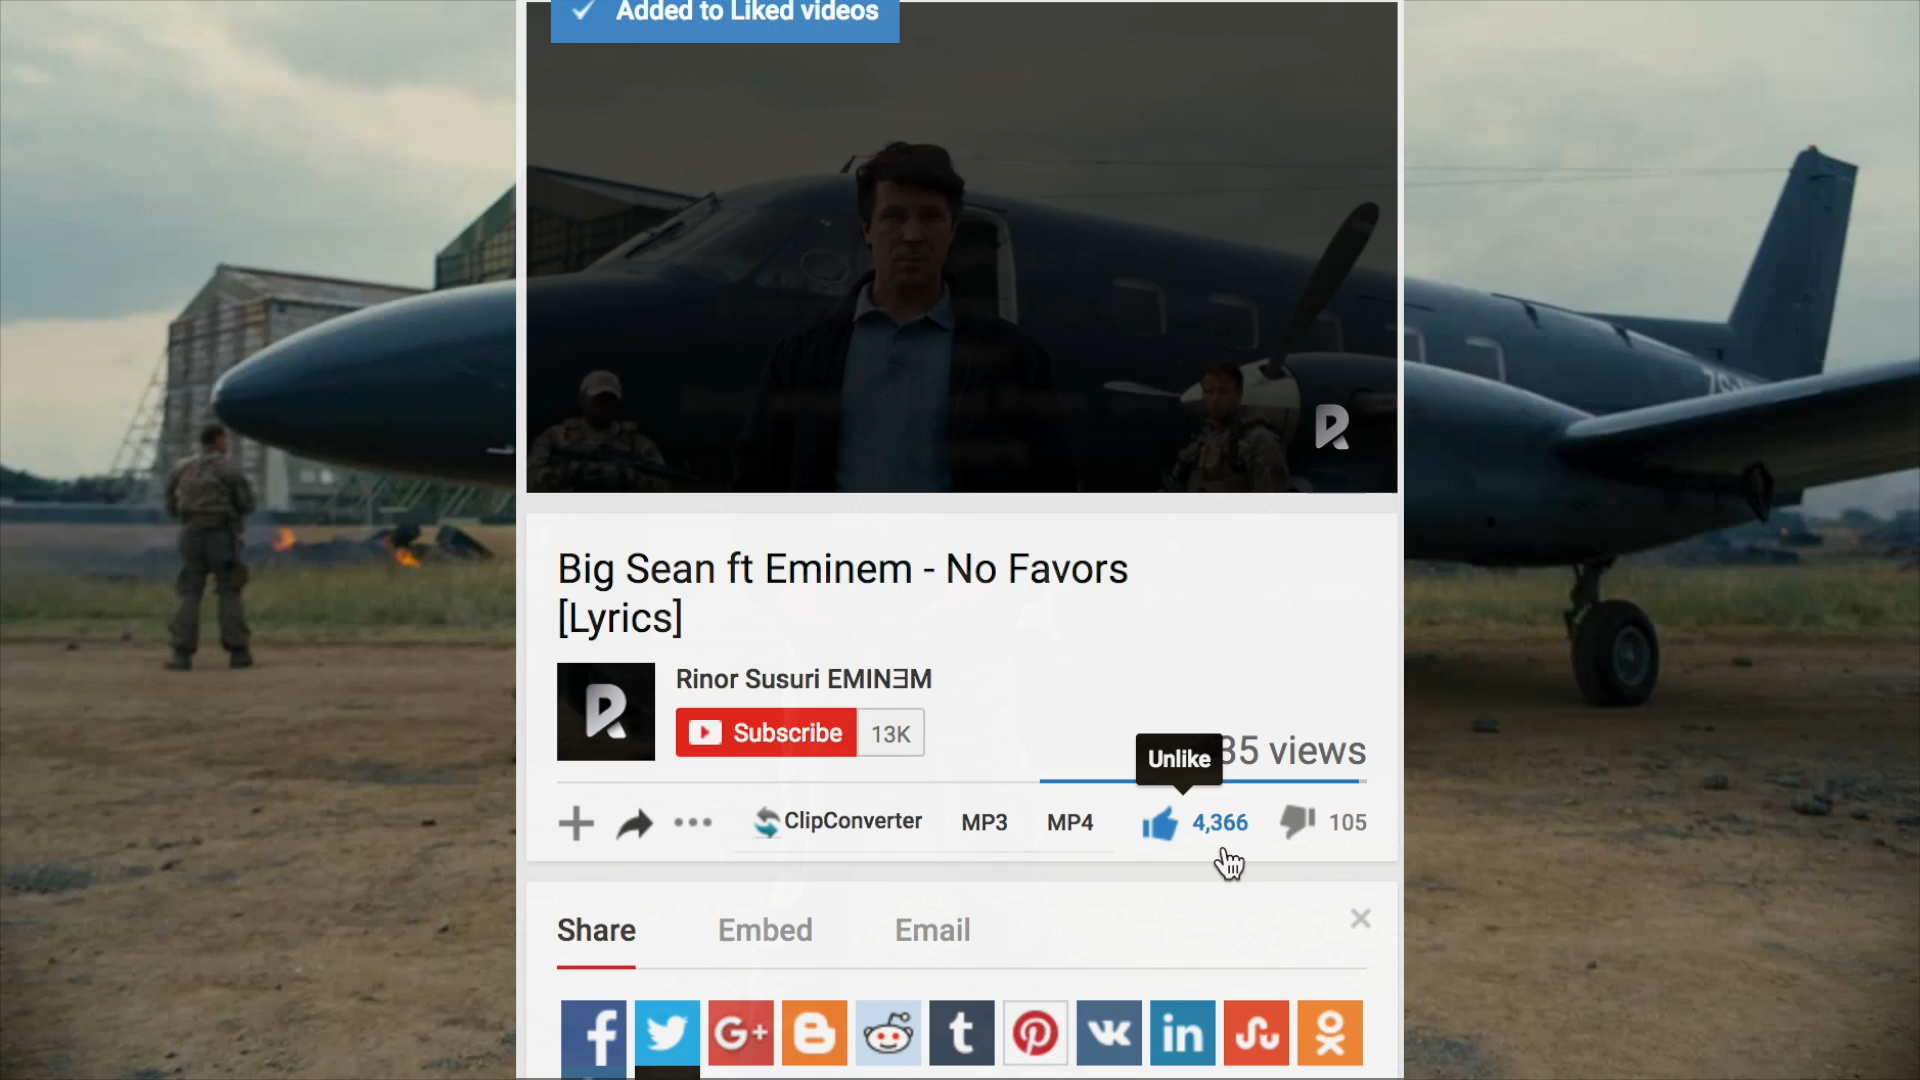 Added to Liked videos
Big Sean ft Eminem - No Favors
[Lyrics]
Rinor Susuri EMINƎM
Subscribe 13K
35 views
Unlike
ClipConverter MP3 MP4 4,366 105
Share Embed Email